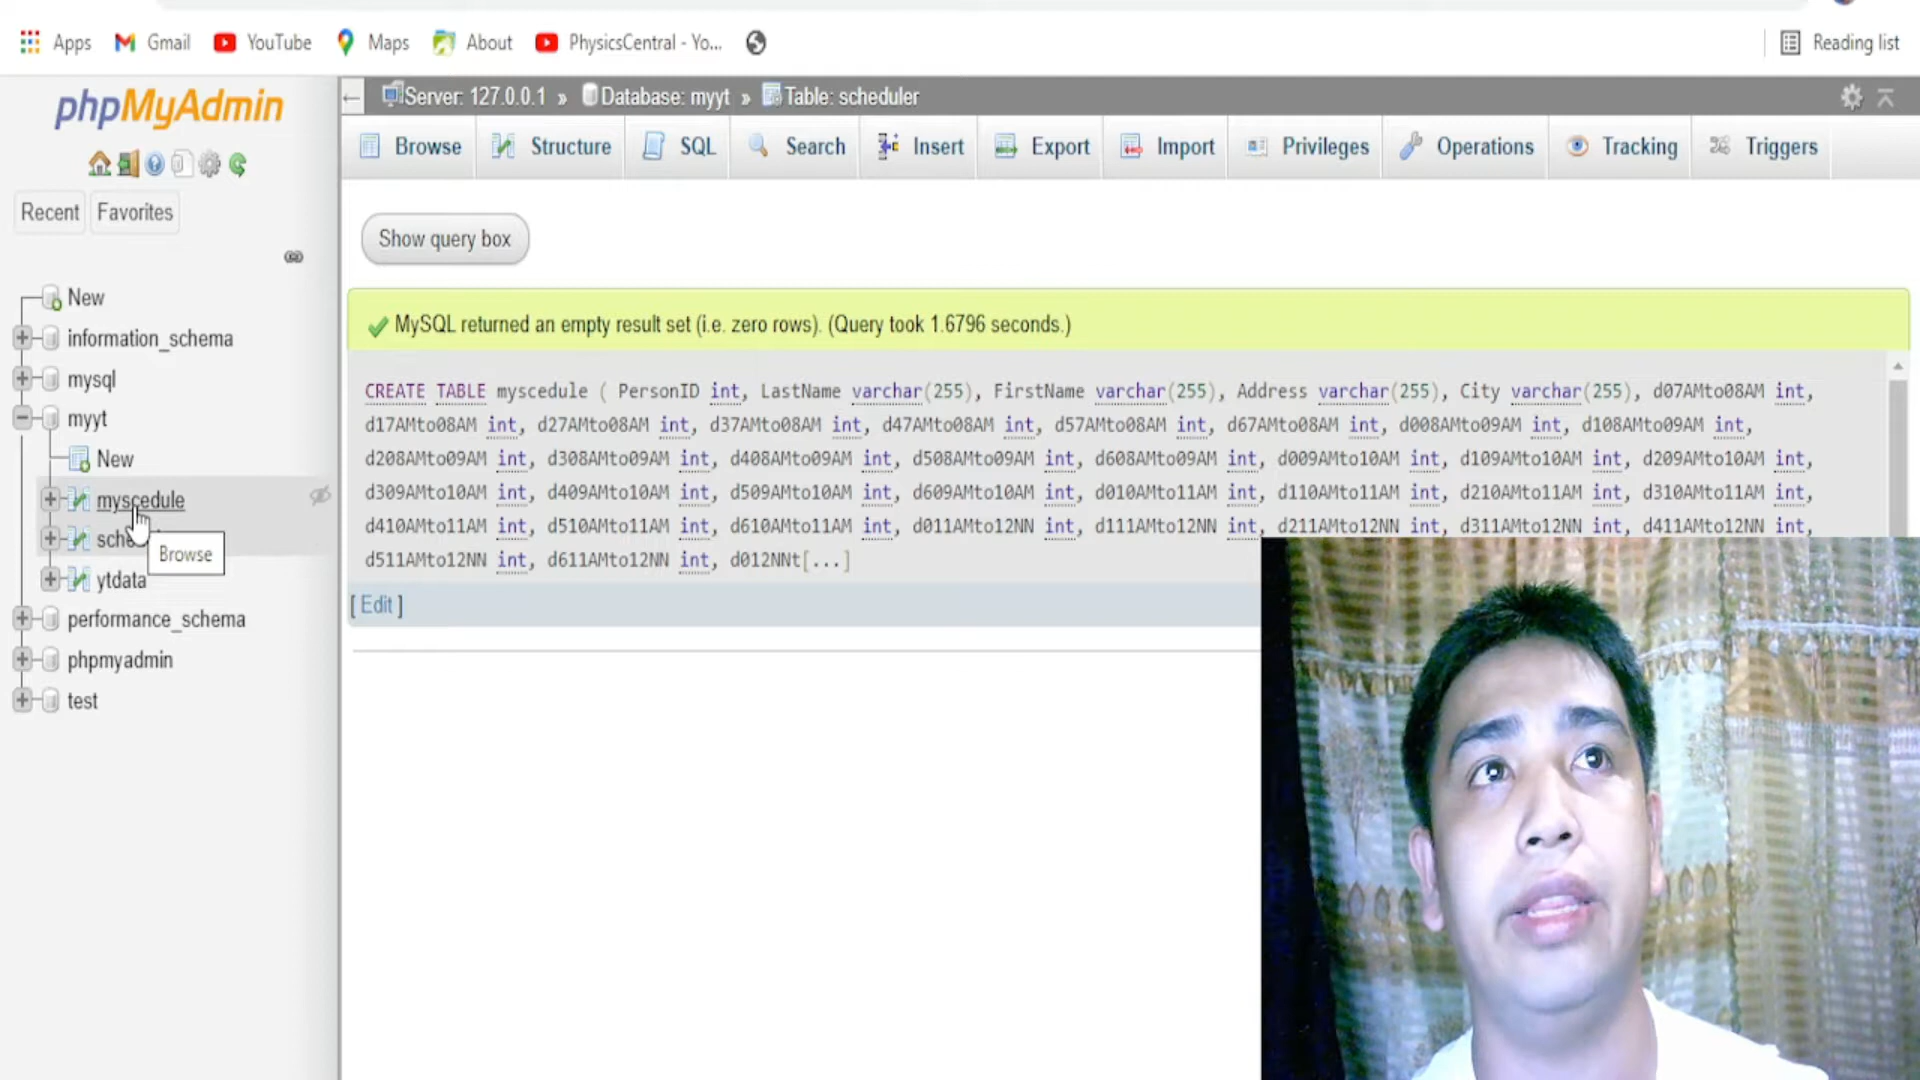 Apps Gmail YouTube Maps About PhysicsCentral - Yo... Reading list
phpMyAdmin
Server: 127.0.0.1 » Database: myyt » Table: scheduler
Browse Structure SQL Search Insert Export Import Privileges Operations Tracking Triggers
Recent Favorites
Show query box
New
information_schema
mysql
myyt
New
myscedule
Browse
ytdata
performance_schema
phpmyadmin
test
MySQL returned an empty result set (i.e. zero rows). (Query took 1.6796 seconds.)
CREATE TABLE myscedule ( PersonID int, LastName varchar(255), FirstName varchar(255), Address varchar(255), City varchar(255), d07AMto08AM int,
d17AMto08AM int, d27AMto08AM int, d37AMto08AM int, d47AMto08AM int, d57AMto08AM int, d67AMto08AM int, d008AMto09AM int, d108AMto09AM int,
d208AMto09AM int, d308AMto09AM int, d408AMto09AM int, d508AMto09AM int, d608AMto09AM int, d009AMto10AM int, d109AMto10AM int, d209AMto10AM int,
d309AMto10AM int, d409AMto10AM int, d509AMto10AM int, d609AMto10AM int, d010AMto11AM int, d110AMto11AM int, d210AMto11AM int, d310AMto11AM int,
d410AMto11AM int, d510AMto11AM int, d610AMto11AM int, d011AMto12NN int, d111AMto12NN int, d211AMto12NN int, d311AMto12NN int, d411AMto12NN int,
d511AMto12NN int, d611AMto12NN int, d012NNt[...]
[ Edit ]